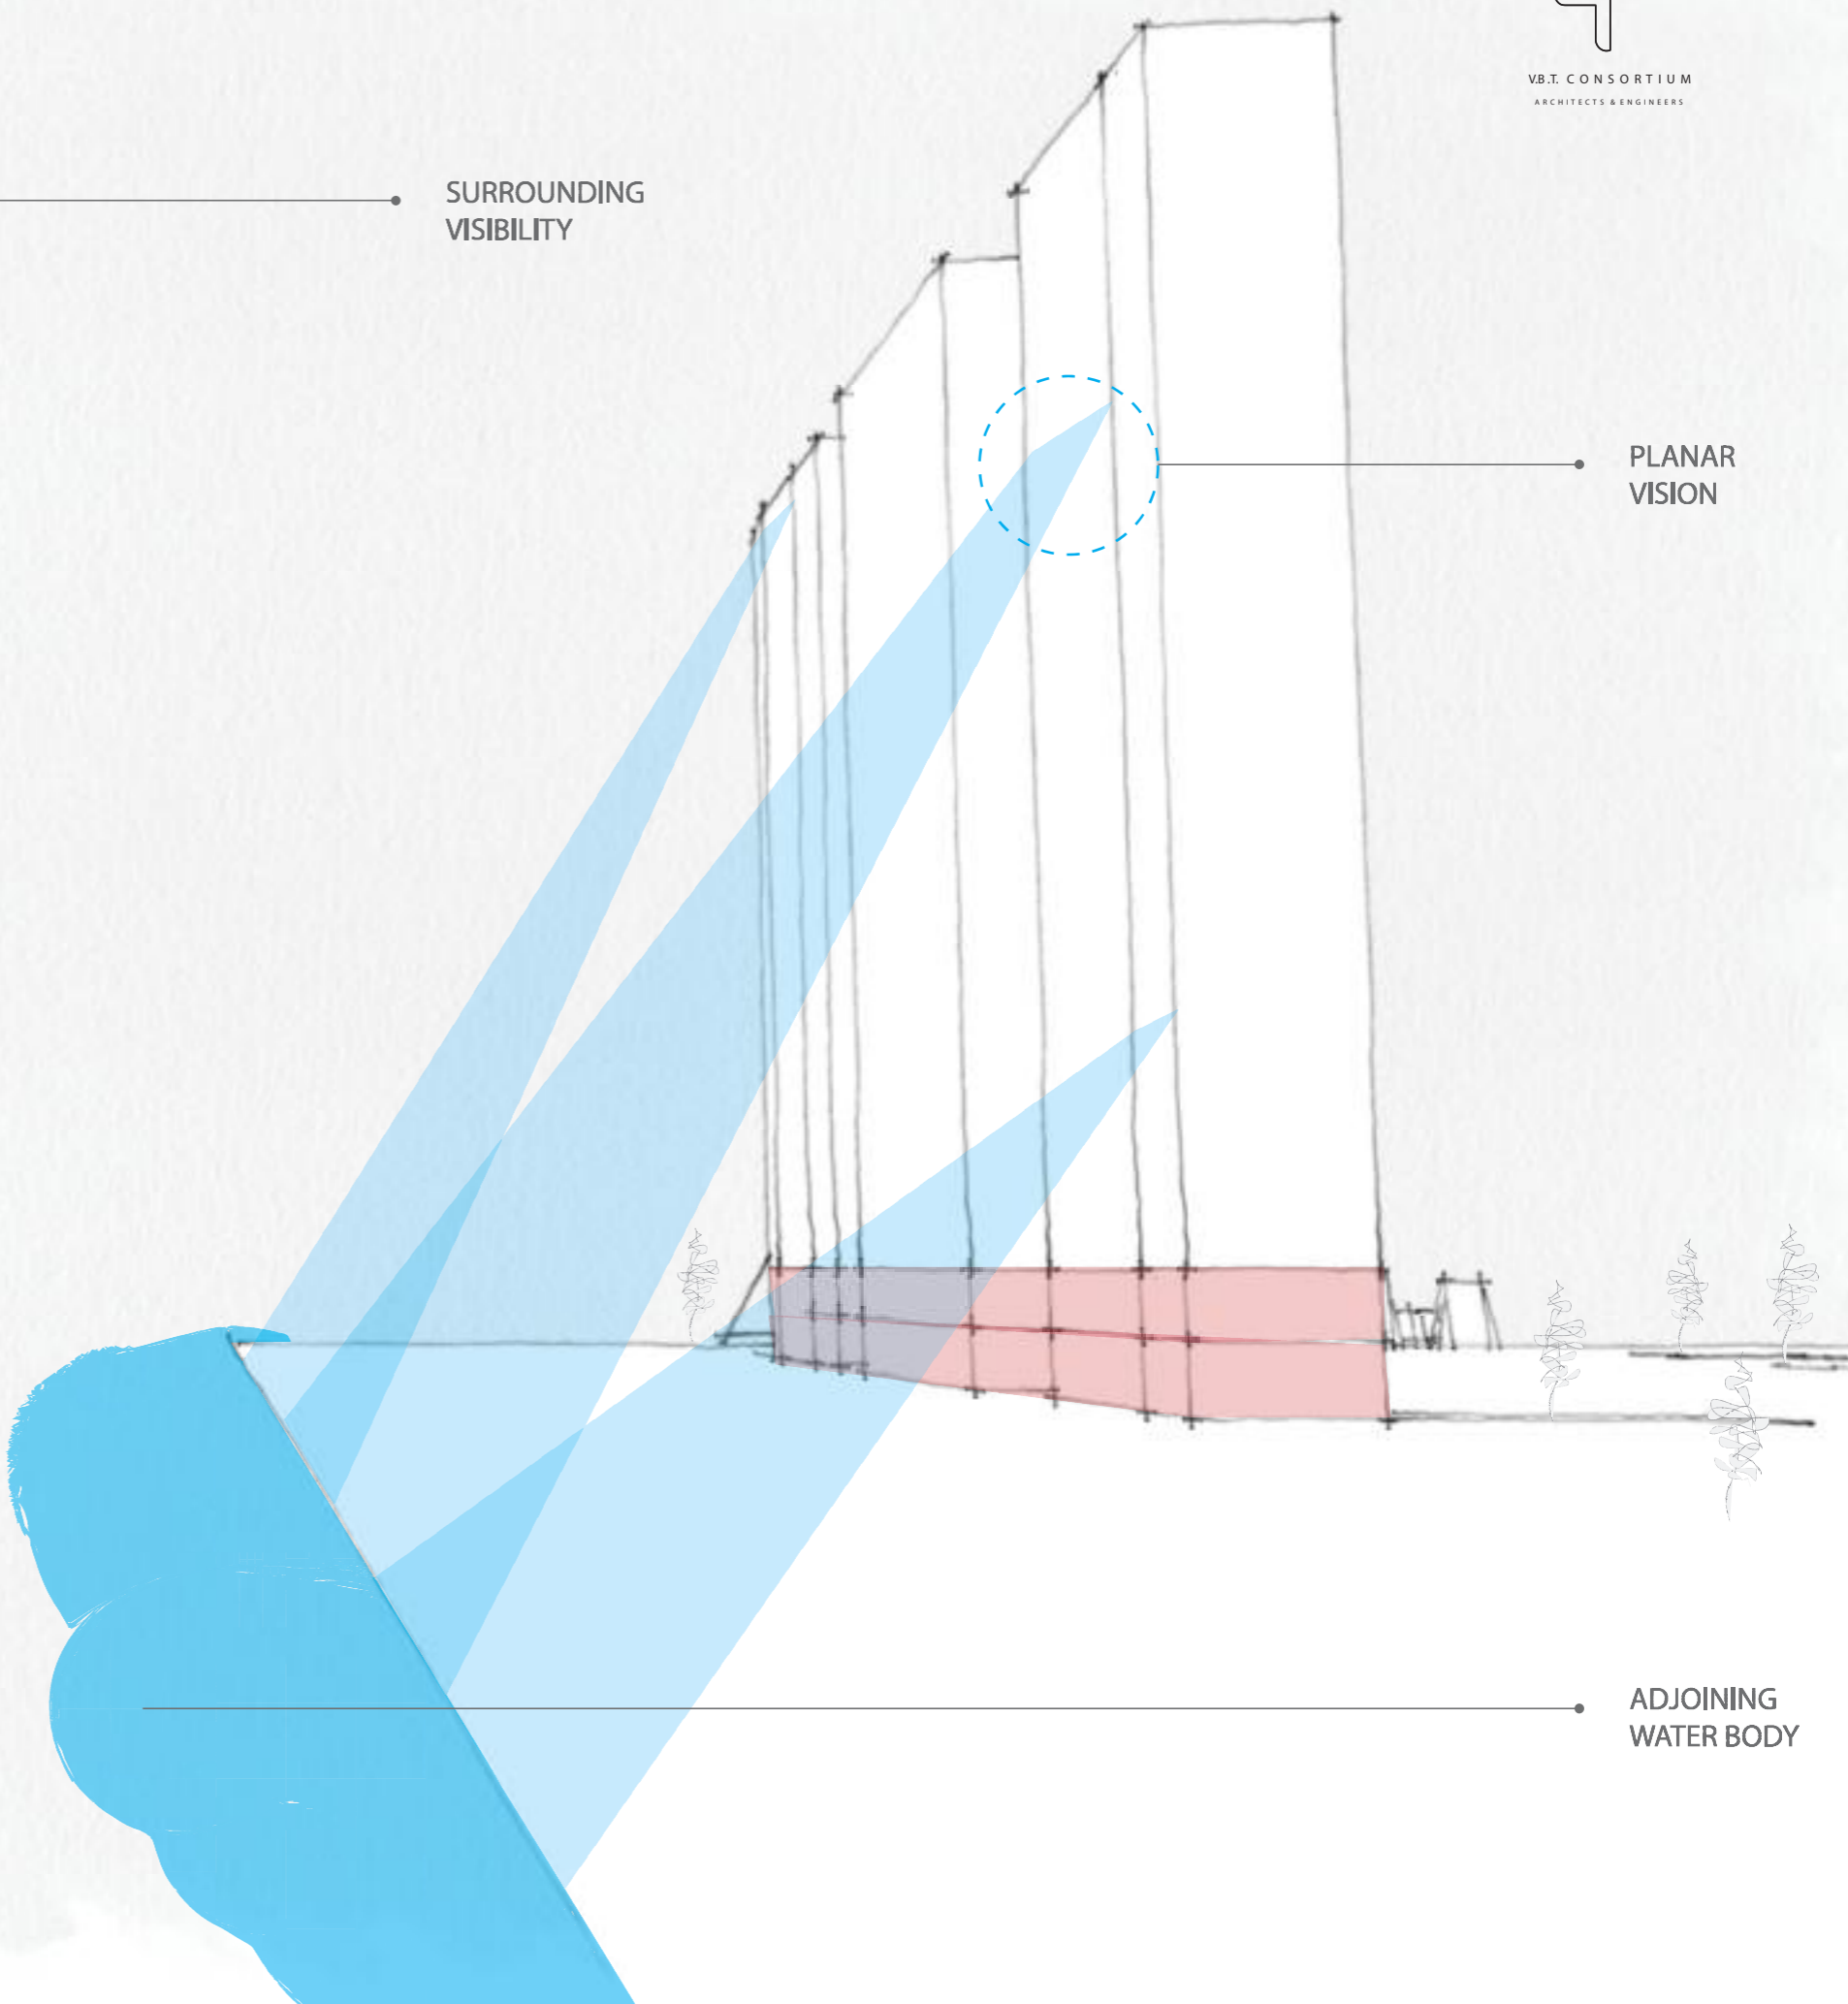 V.B.T. CONSORTIUM
ARCHITECTS & ENGINEERS
SURROUNDING
VISIBILITY
PLANAR
VISION
ADJOINING
WATER BODY